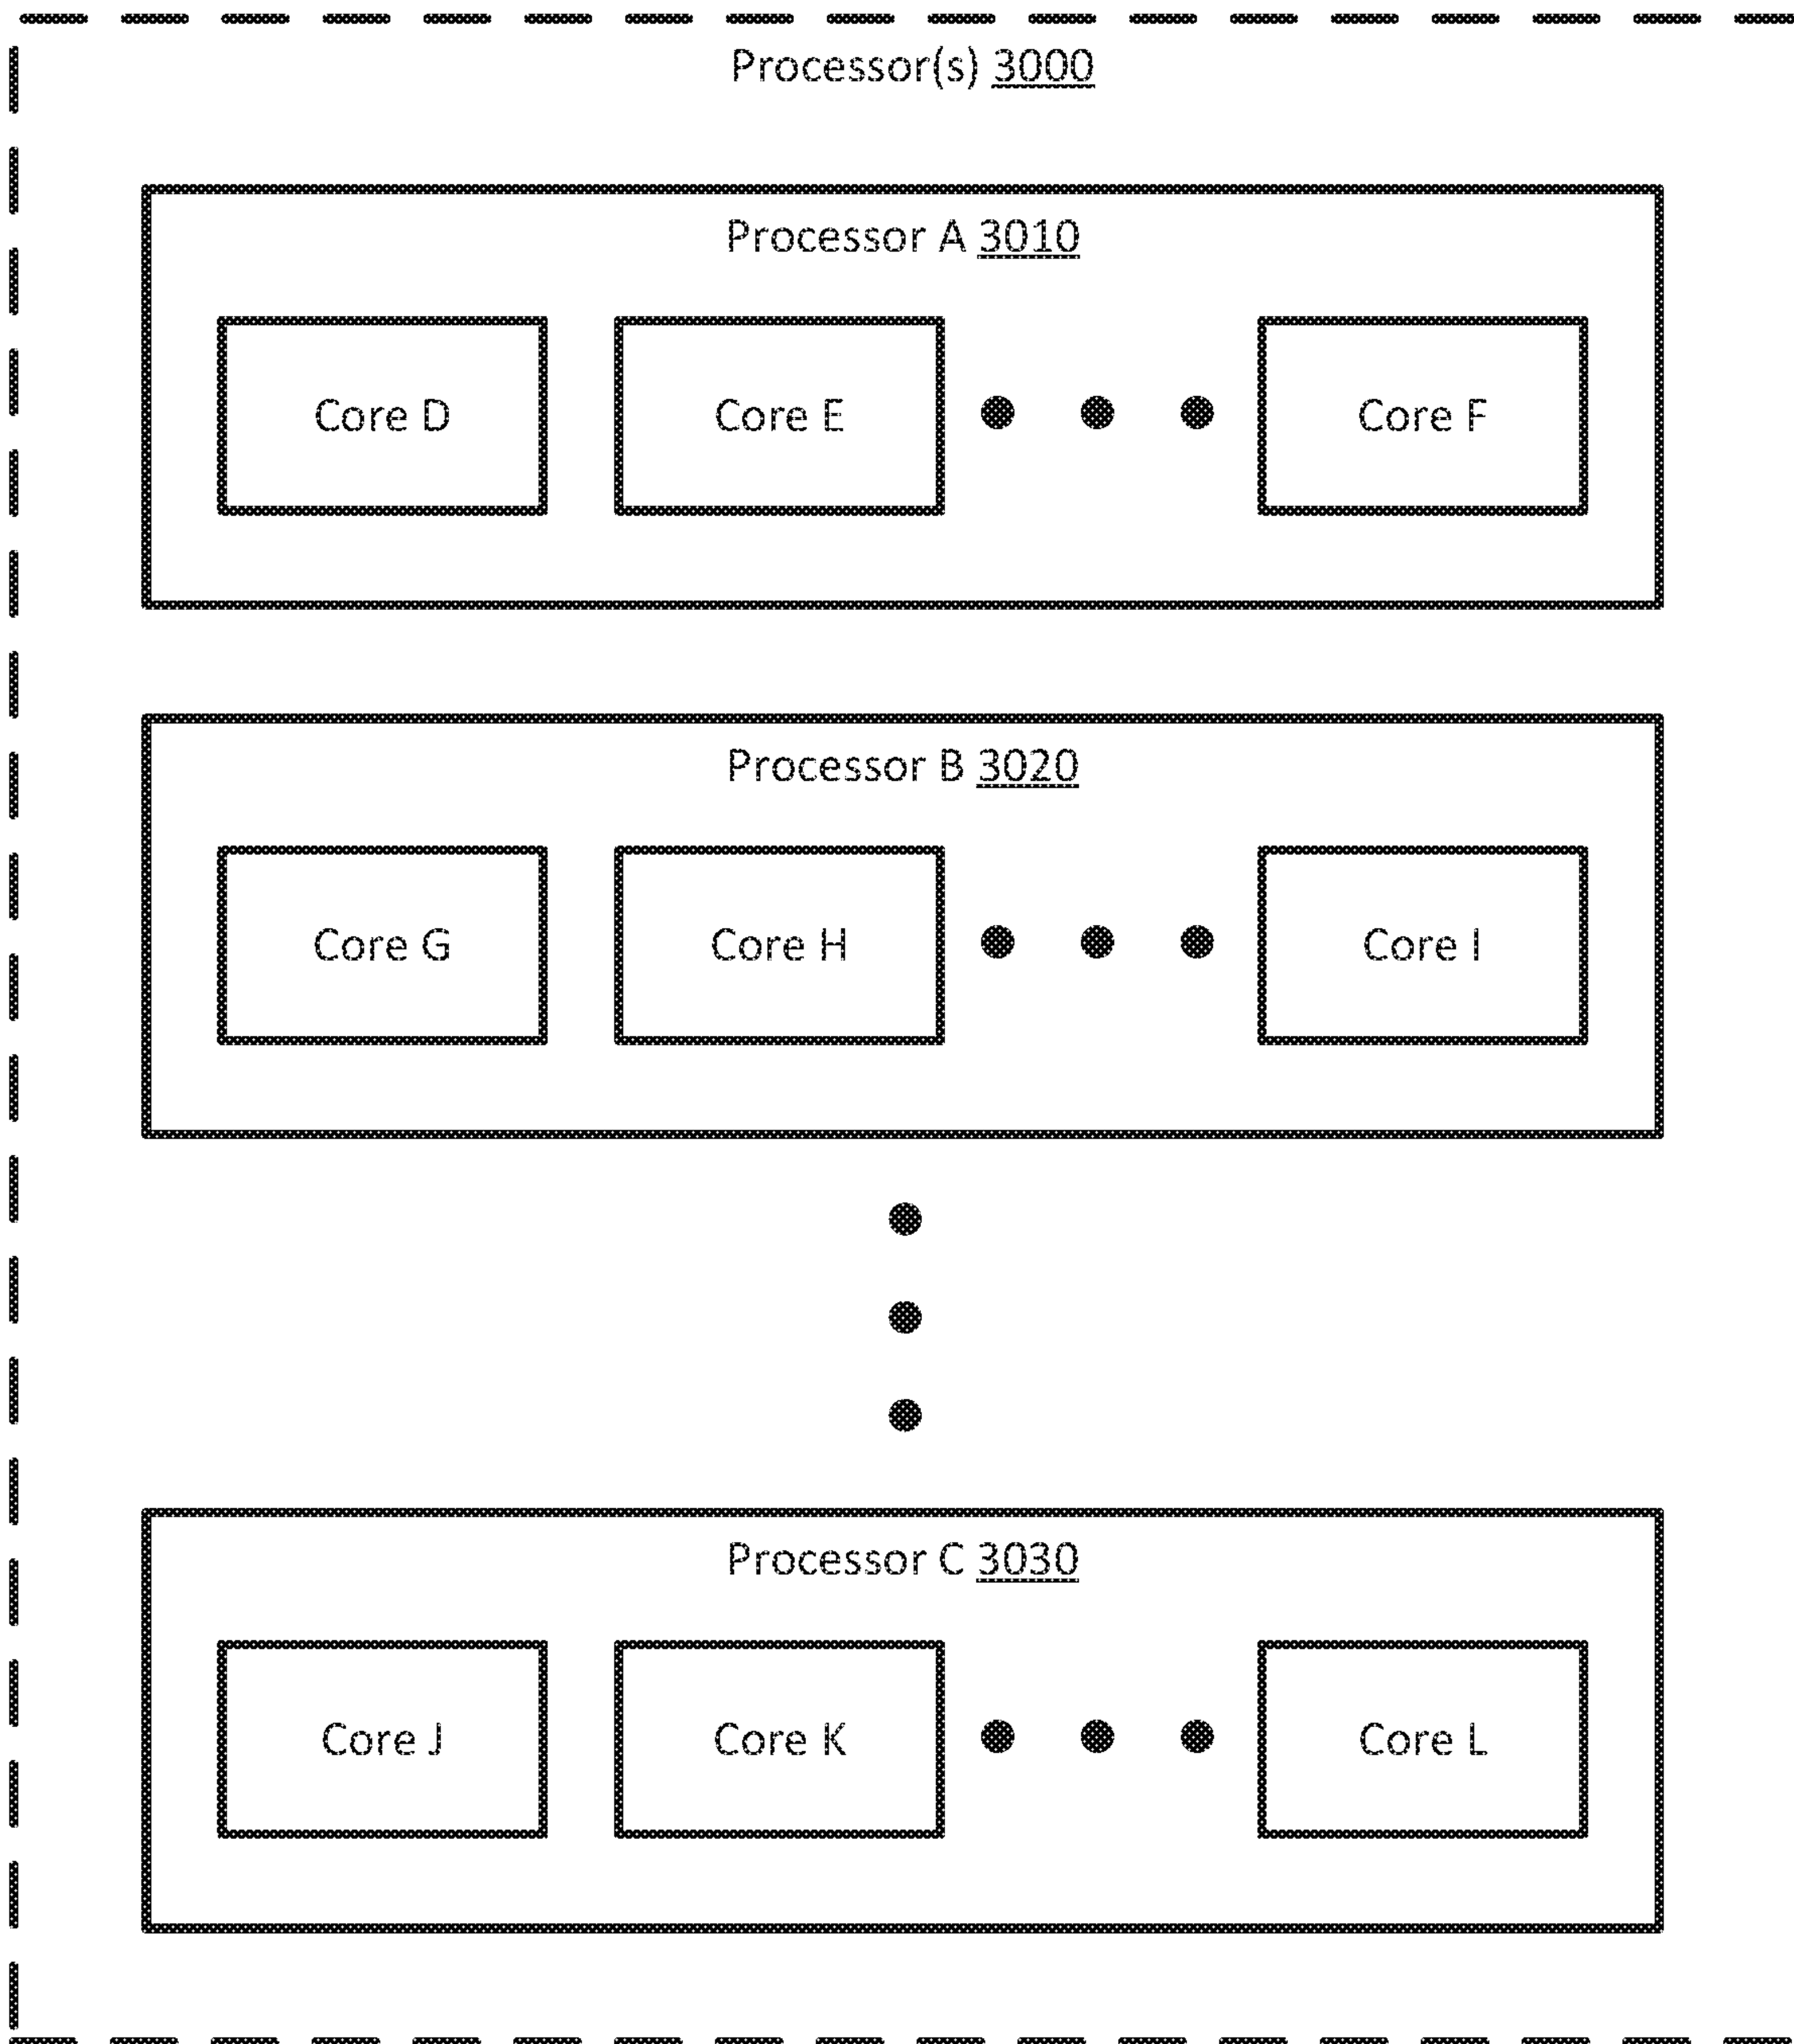 Processor(s) 3000
Processor A 3010
Core D
Core E
Core F
Processor B 3020
Core G
Core H
Core I
Processor C 3030
Core J
Core K
Core L